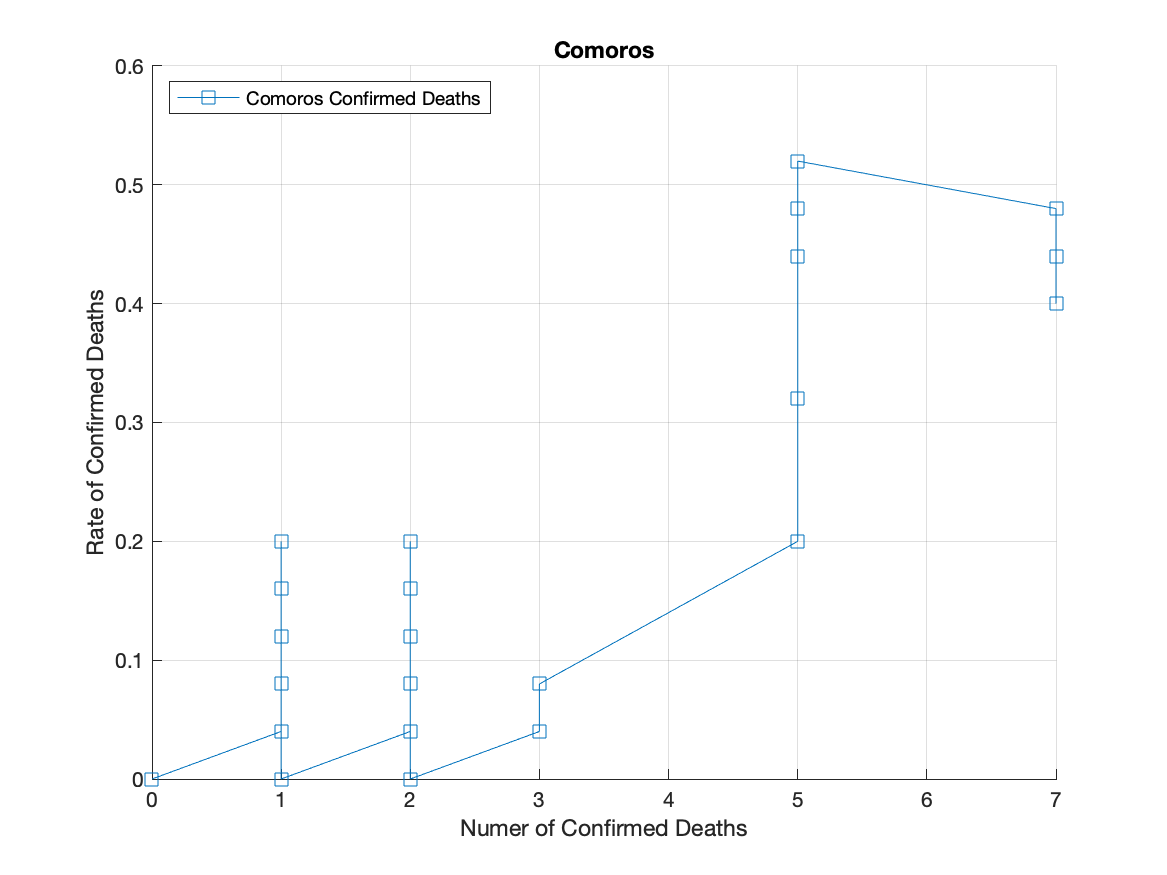 Comoros
Comoros Confirmed Deaths
0.6
0.5
0.4
0.3
0.2
0.1
0
Rate of Confirmed Deaths
0 1 2 3 4 5 6 7
Numer of Confirmed Deaths